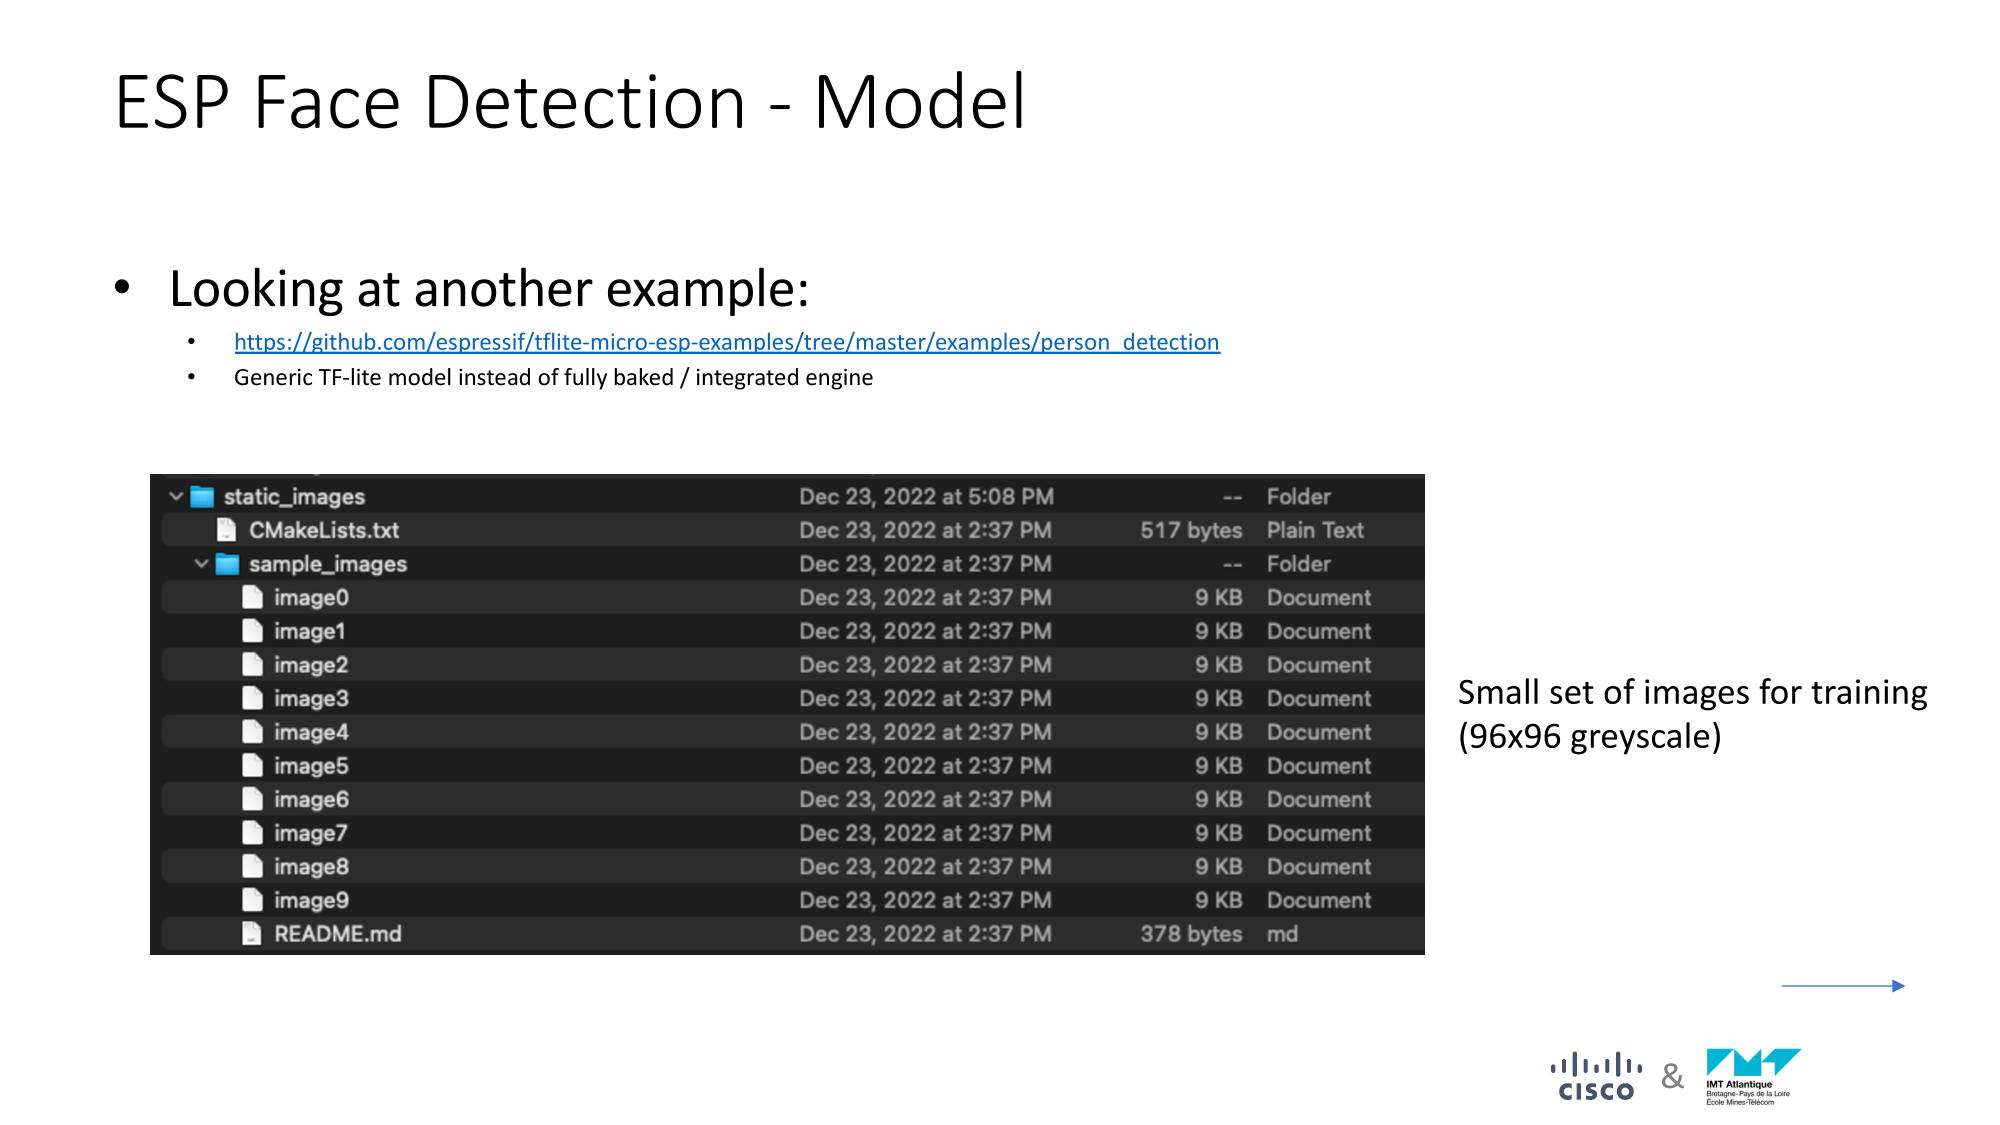 ESP Face Detection - Model
• Looking at another example:
• https://github.com/espressif/tflite-micro-esp-examples/tree/master/examples/person_detection
• Generic TF-lite model instead of fully baked / integrated engine
static_images Dec 23, 2022 at 5:08 PM -- Folder
CMakeLists.txt Dec 23, 2022 at 2:37 PM 517 bytes Plain Text
sample_images Dec 23, 2022 at 2:37 PM -- Folder
image0 Dec 23, 2022 at 2:37 PM 9 KB Document
image1 Dec 23, 2022 at 2:37 PM 9 KB Document
image2 Dec 23, 2022 at 2:37 PM 9 KB Document
image3 Dec 23, 2022 at 2:37 PM 9 KB Document
image4 Dec 23, 2022 at 2:37 PM 9 KB Document
image5 Dec 23, 2022 at 2:37 PM 9 KB Document
image6 Dec 23, 2022 at 2:37 PM 9 KB Document
image7 Dec 23, 2022 at 2:37 PM 9 KB Document
image8 Dec 23, 2022 at 2:37 PM 9 KB Document
image9 Dec 23, 2022 at 2:37 PM 9 KB Document
README.md Dec 23, 2022 at 2:37 PM 378 bytes md
Small set of images for training
(96x96 greyscale)
CISCO & IMT Atlantique
Bretagne-Pays de la Loire
École Mines-Télécom